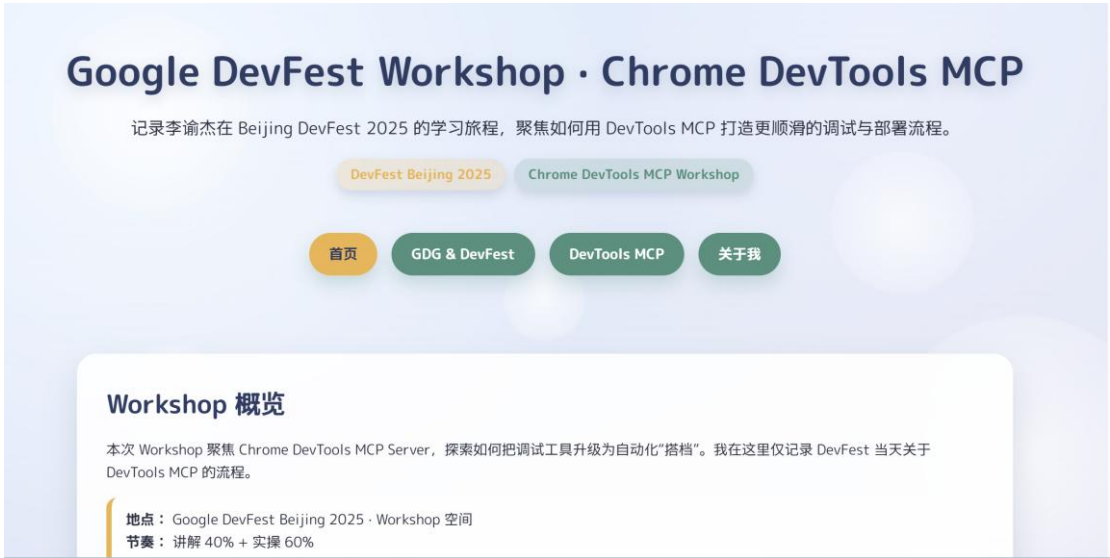 Google DevFest Workshop · Chrome DevTools MCP
记录李谕杰在 Beijing DevFest 2025 的学习旅程，聚焦如何用 DevTools MCP 打造更顺滑的调试与部署流程。
DevFest Beijing 2025
Chrome DevTools MCP Workshop
首页
GDG & DevFest
DevTools MCP
关于我
Workshop 概览
本次 Workshop 聚焦 Chrome DevTools MCP Server，探索如何把调试工具升级为自动化“搭档”。我在这里仅记录 DevFest 当天关于
DevTools MCP 的流程。
地点： Google DevFest Beijing 2025 · Workshop 空间
节奏： 讲解 40% + 实操 60%